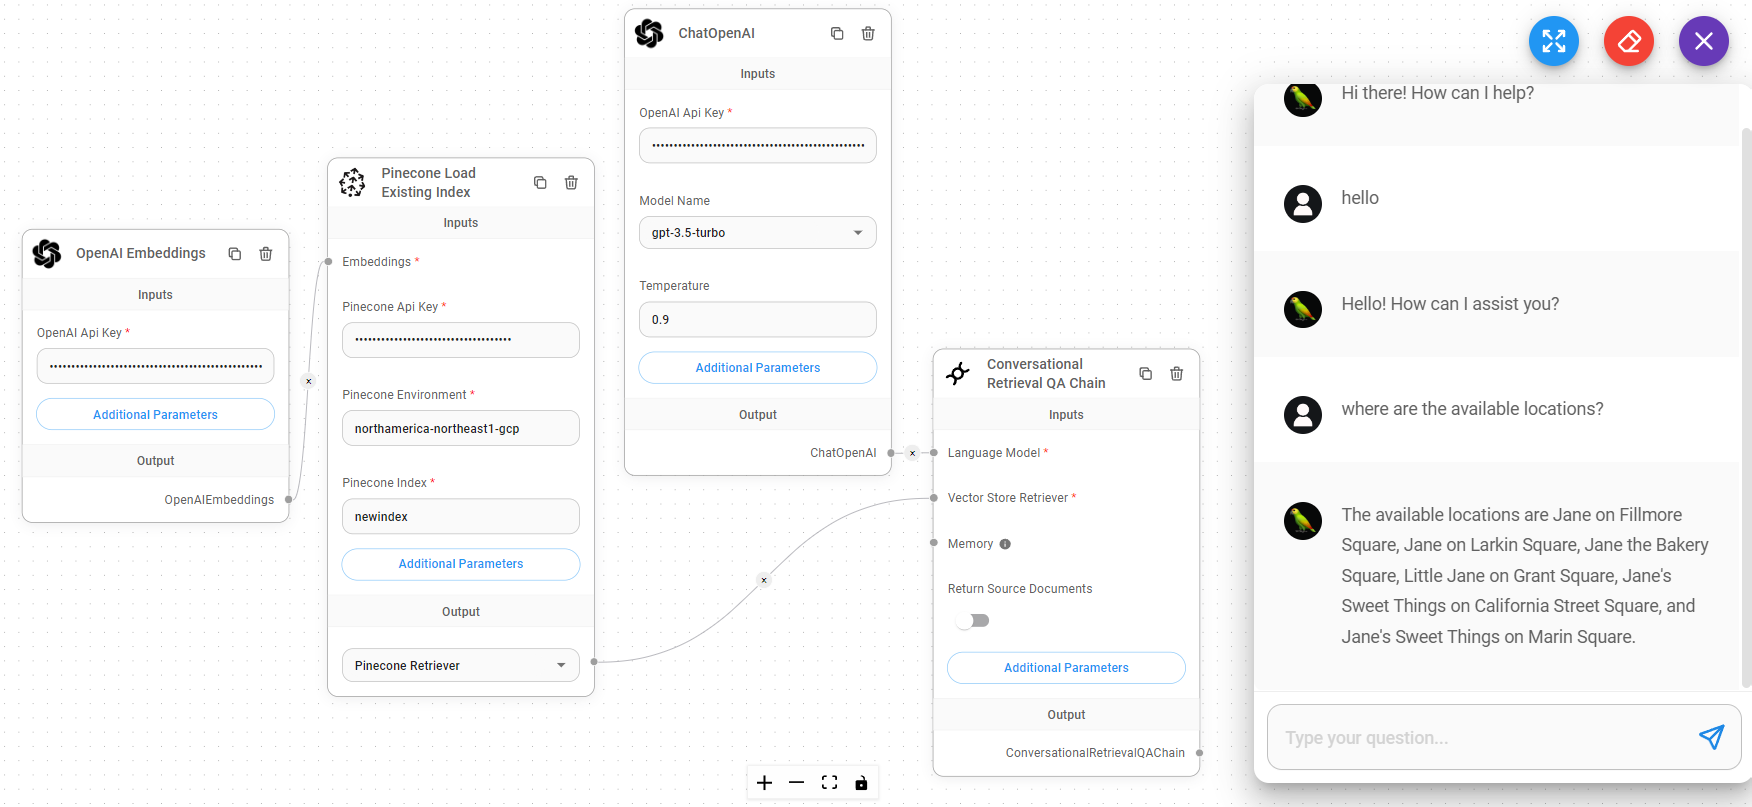 OpenAI Embeddings
Inputs
OpenAI Api Key *
••••••••••••••••••••••••••••••••••••••••••••••••••
Additional Parameters
Output
OpenAIEmbeddings
x
Pinecone Load
Existing Index
Inputs
Embeddings *
Pinecone Api Key *
••••••••••••••••••••••••••••••••••••
Pinecone Environment *
northamerica-northeast1-gcp
Pinecone Index *
newindex
Additional Parameters
Output
Pinecone Retriever
x
ChatOpenAI
Inputs
OpenAI Api Key *
••••••••••••••••••••••••••••••••••••••••••••••••••
Model Name
gpt-3.5-turbo
Temperature
0.9
Additional Parameters
Output
ChatOpenAI
x
Conversational
Retrieval QA Chain
Inputs
Language Model *
Vector Store Retriever *
Memory
Return Source Documents
Additional Parameters
Output
ConversationalRetrievalQAChain
Hi there! How can I help?
hello
Hello! How can I assist you?
where are the available locations?
The available locations are Jane on Fillmore
Square, Jane on Larkin Square, Jane the Bakery
Square, Little Jane on Grant Square, Jane's
Sweet Things on California Street Square, and
Jane's Sweet Things on Marin Square.
Type your question...